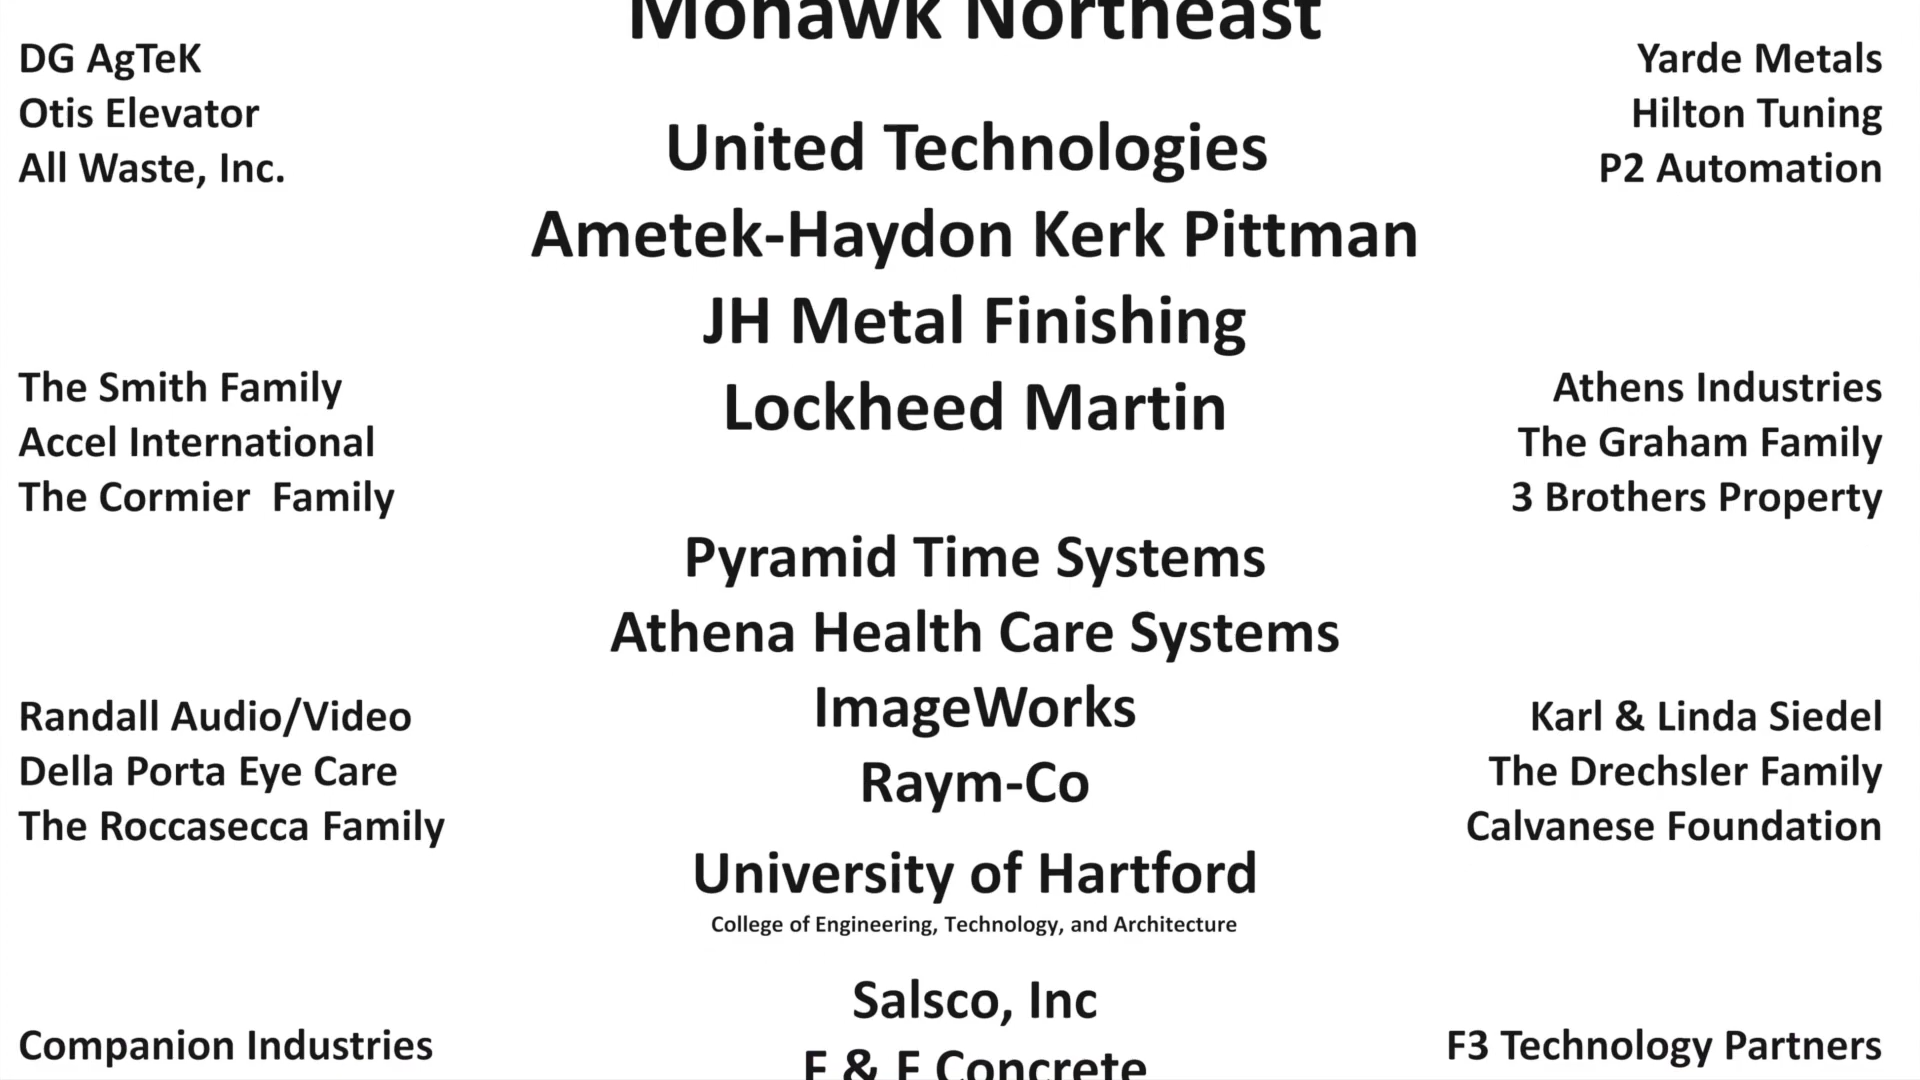 Mohawk Northeast
DG AgTeK
Otis Elevator
All Waste, Inc.
United Technologies
Ametek-Haydon Kerk Pittman
JH Metal Finishing
Lockheed Martin
Yarde Metals
Hilton Tuning
P2 Automation
The Smith Family
Accel International
The Cormier  Family
Athens Industries
The Graham Family
3 Brothers Property
Pyramid Time Systems
Athena Health Care Systems
ImageWorks
Raym-Co
Randall Audio/Video
Della Porta Eye Care
The Roccasecca Family
Karl & Linda Siedel
The Drechsler Family
Calvanese Foundation
University of Hartford
College of Engineering, Technology, and Architecture
Salsco, Inc
Companion Industries
F3 Technology Partners
Concrete